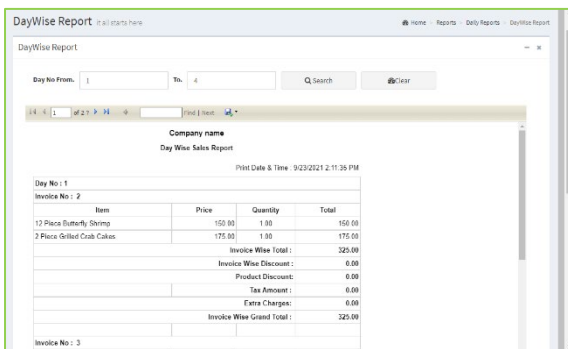 DayWise Report It all starts here
Home - Reports - Daily Reports - DayWise Report
DayWise Report
Day No From. 1 To. 4 Search Clear
1 of 2 ? Find | Next
Company name
Day Wise Sales Report
Print Date & Time : 9/23/2021 2:11:35 PM
Day No : 1
Invoice No : 2
Item Price Quantity Total
12 Piece Butterfly Shrimp 150.00 1.00 150.00
2 Piece Grilled Crab Cakes 175.00 1.00 175.00
Invoice Wise Total : 325.00
Invoice Wise Discount : 0.00
Product Discount: 0.00
Tax Amount : 0.00
Extra Charges: 0.00
Invoice Wise Grand Total : 325.00
Invoice No : 3